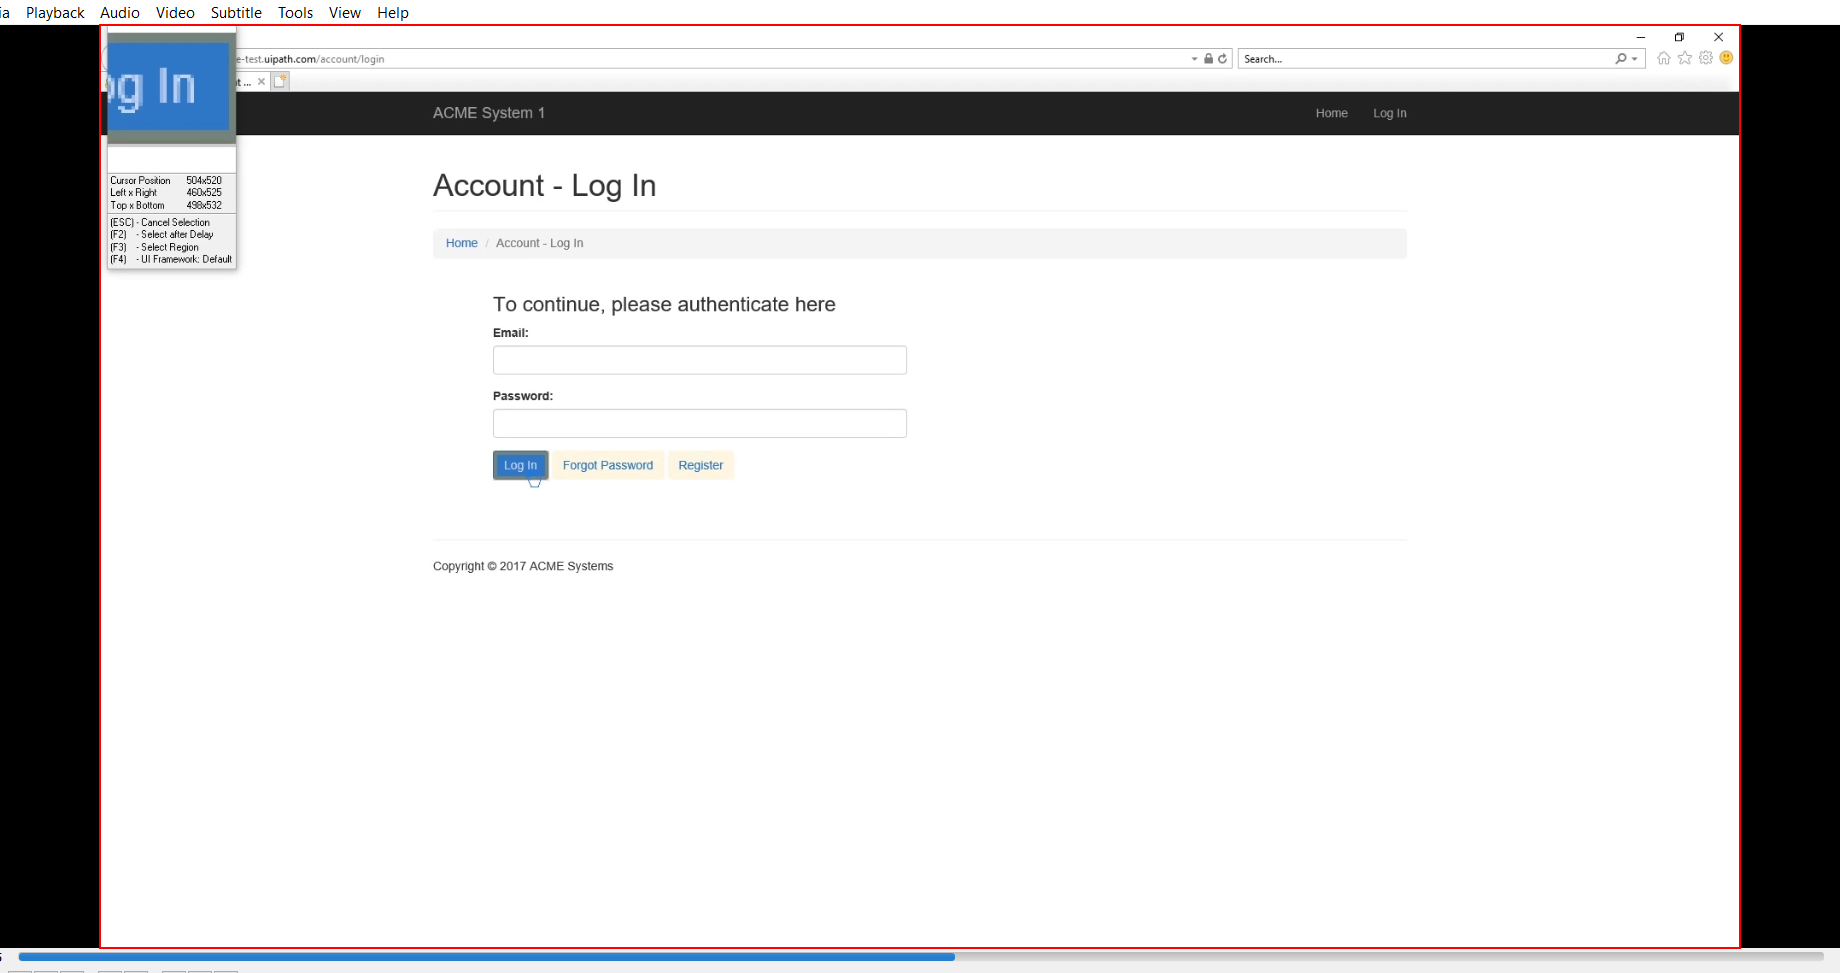 Playback Audio Video Subtitle Tools View Help
e-test.uipath.com/account/login
Search...
og In
t ...
ACME System 1
Home Log In
Cursor Position 504x520
Left x Right 460x525
Top x Bottom 498x532
(ESC) - Cancel Selection
(F2) - Select after Delay
(F3) - Select Region
(F4) - UI Framework: Default
Account - Log In
Home / Account - Log In
To continue, please authenticate here
Email:
Password:
Log In Forgot Password Register
Copyright © 2017 ACME Systems